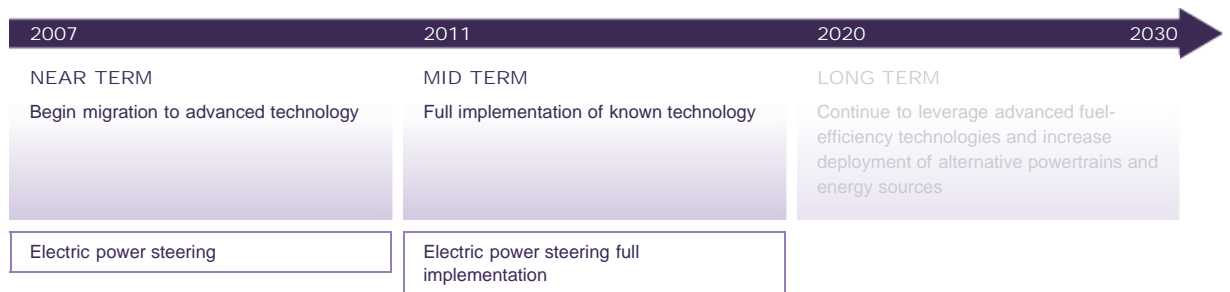 2007 2011 2020 2030
NEAR TERM
Begin migration to advanced technology
MID TERM
Full implementation of known technology
LONG TERM
Continue to leverage advanced fuel-
efficiency technologies and increase
deployment of alternative powertrains and
energy sources
Electric power steering
Electric power steering full
implementation